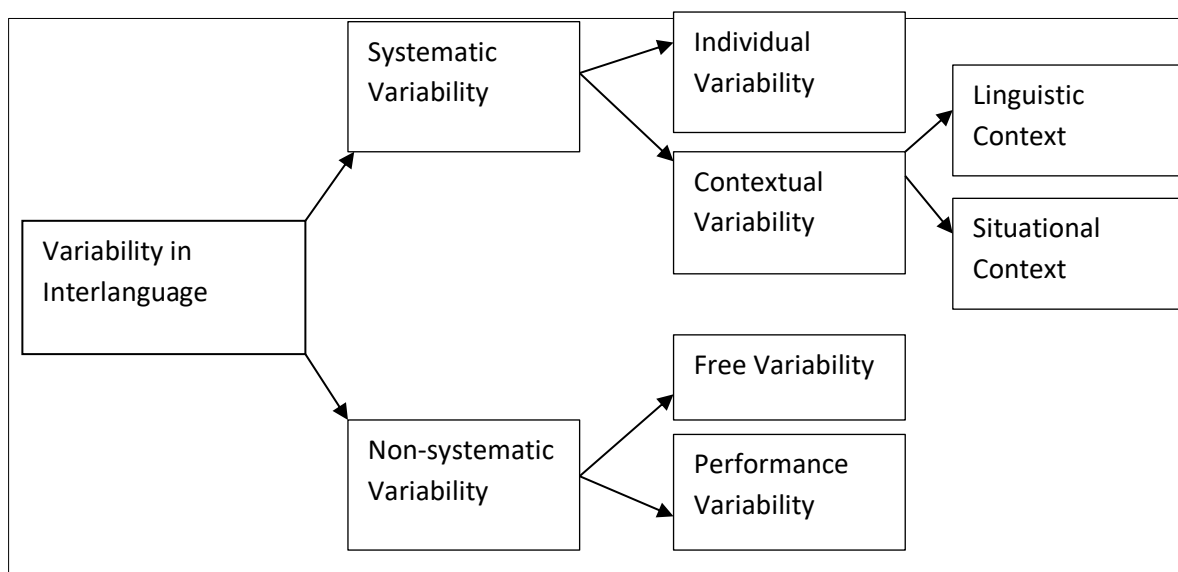 Systematic
Variability
Individual
Variability
Linguistic
Context
Contextual
Variability
Situational
Context
Variability in
Interlanguage
Free Variability
Non-systematic
Variability
Performance
Variability